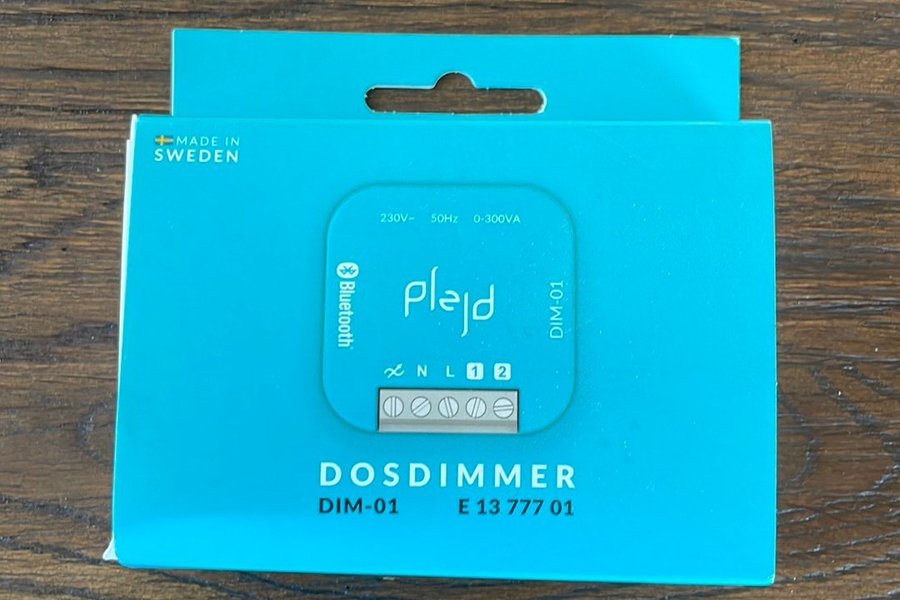 MADE IN
SWEDEN
230V~ 50Hz 0-300VA
Bluetooth
plejd
DIM-01
N L 1 2
DOSDIMMER
DIM-01 E 13 777 01